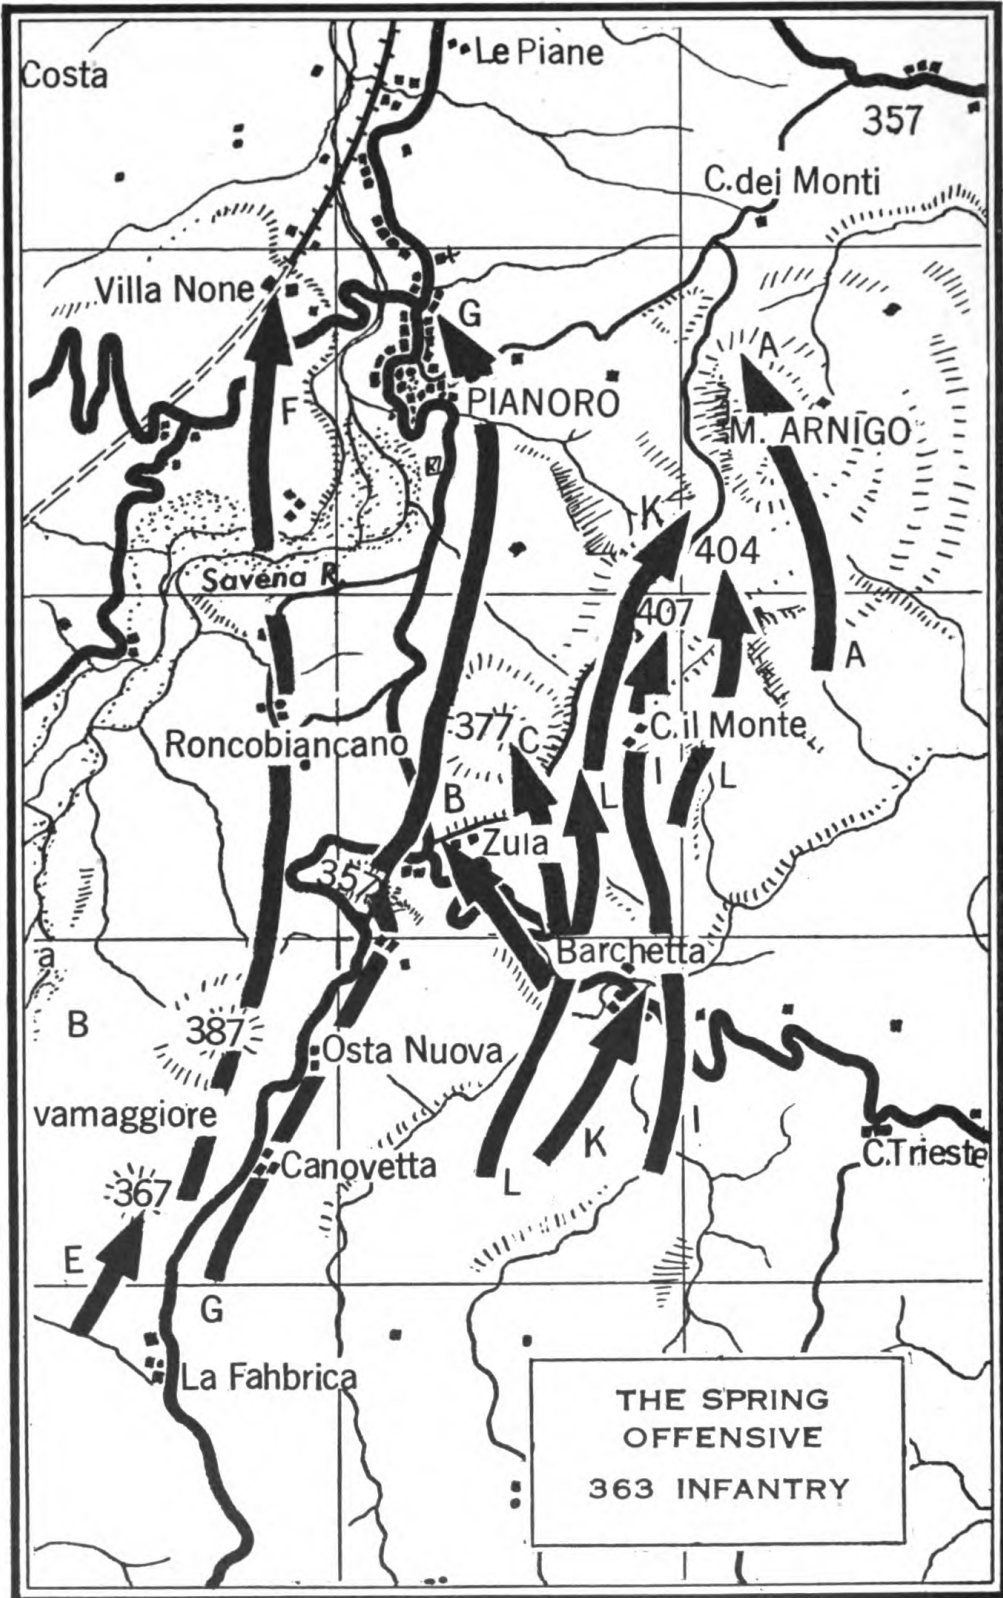 Le Piane
Costa
357
C. dei Monti
Villa None
G
A
PIANORO
F
M. ARNIGO
K
404
Savena R.
407
A
377
C
C. il Monte
Roncobiancano
I
L
L
B
Zula
357
Barchetta
a
B
387
Osta Nuova
vamaggiore
I
K
C. Trieste
Canovetta
L
367
E
G
La Fahbrica
THE SPRING
OFFENSIVE
363 INFANTRY